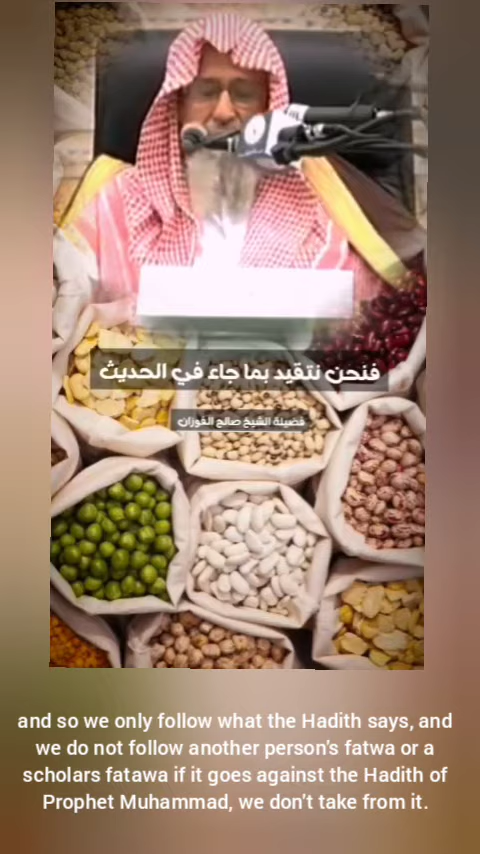 فنحن نتقيد بما جاء في الحديث
فضيلة الشيخ صالح الفوزان
and so we only follow what the Hadith says, and
we do not follow another person's fatwa or a
scholars fatawa if it goes against the Hadith of
Prophet Muhammad, we don't take from it.